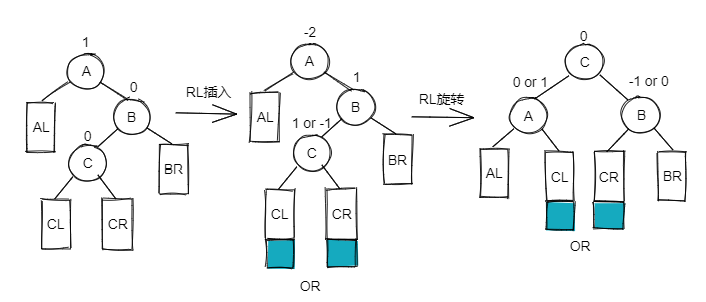 1
A
0
AL
B
0
C
BR
CL
CR
RL插入
-2
A
1
AL
B
1 or -1
C
BR
CL
CR
OR
RL旋转
0
C
0 or 1
-1 or 0
A
B
AL
CL
CR
BR
OR